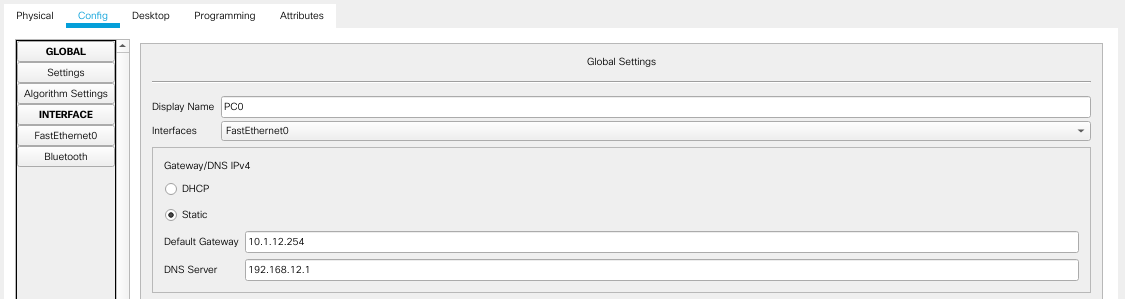 Physical Config Desktop Programming Attributes
GLOBAL
Settings
Algorithm Settings
INTERFACE
FastEthernet0
Bluetooth
Global Settings
Display Name PC0
Interfaces FastEthernet0
Gateway/DNS IPv4
DHCP
Static
Default Gateway 10.1.12.254
DNS Server 192.168.12.1